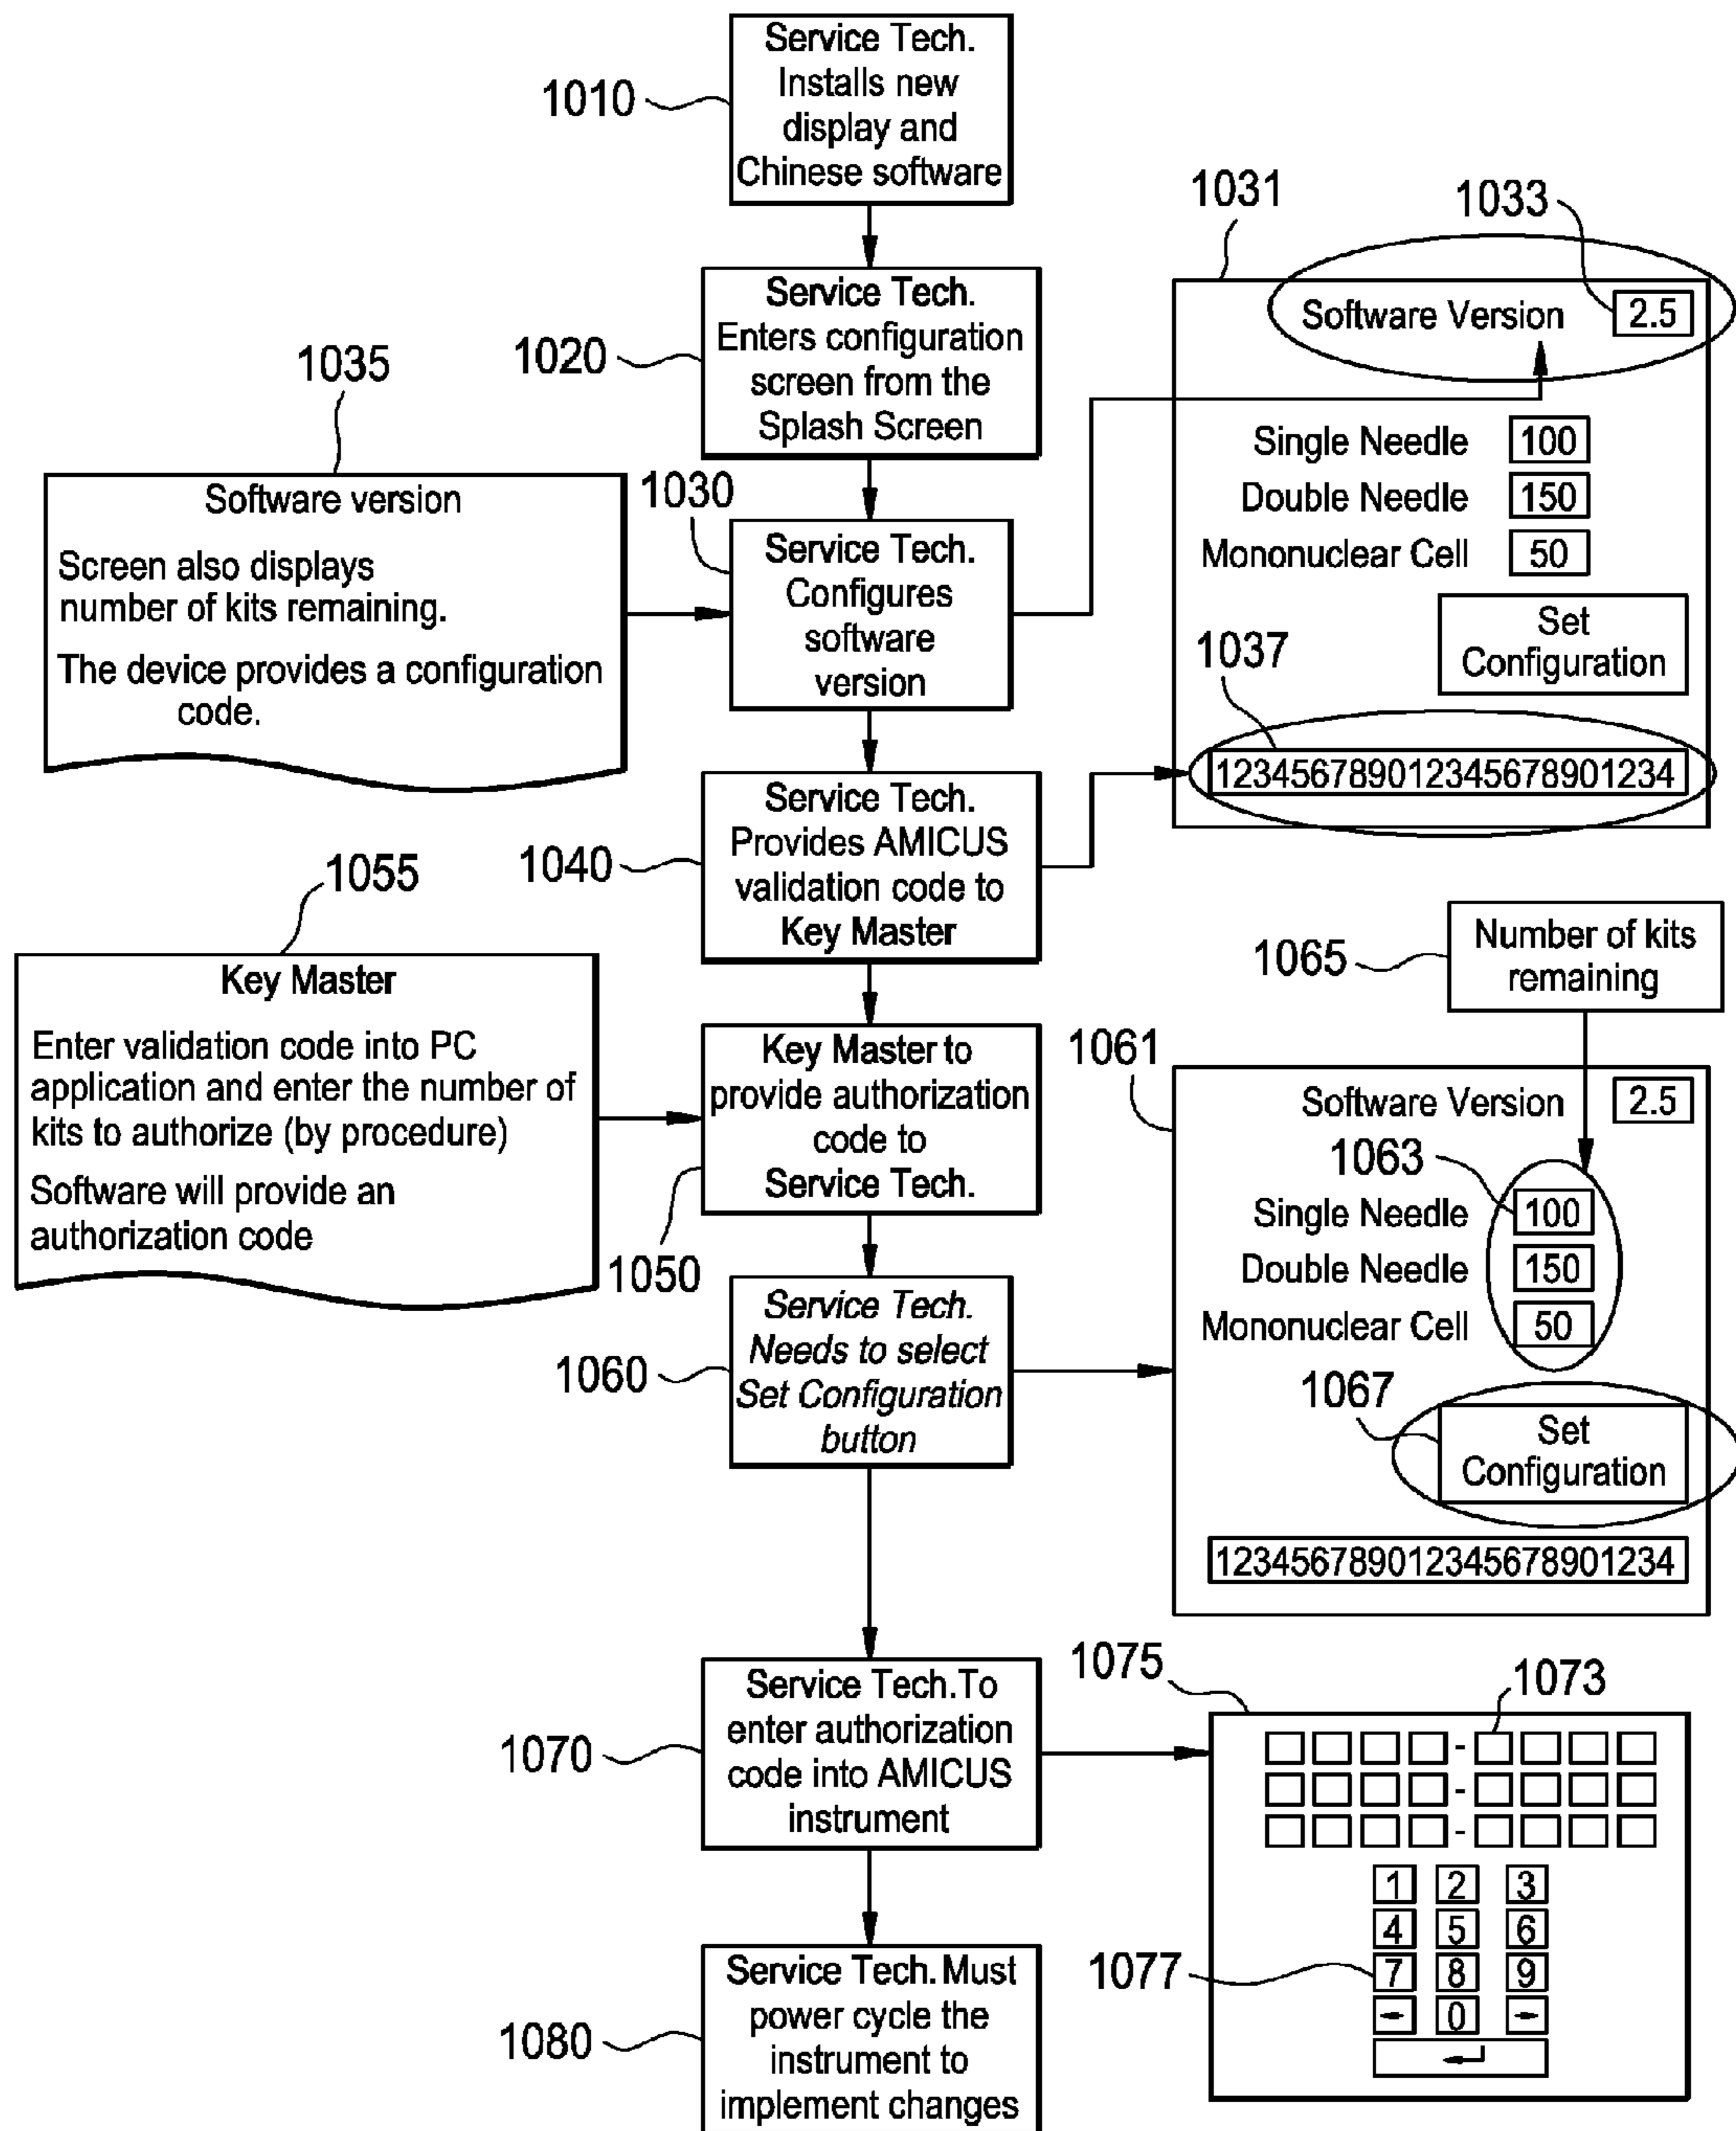 Service Tech.
Installs new
display and
Chinese software
1010
Service Tech.
Enters configuration
screen from the
Splash Screen
1020
1031
1033
Software Version 2.5
Single Needle 100
Double Needle 150
Mononuclear Cell 50
Set
Configuration
1037
123456789012345678901234
1035
Software version
Screen also displays
number of kits remaining.
The device provides a configuration
code.
1030
Service Tech.
Configures
software
version
1040
Service Tech.
Provides AMICUS
validation code to
Key Master
1055
Key Master
Enter validation code into PC
application and enter the number of
kits to authorize (by procedure)
Software will provide an
authorization code
Key Master to
provide authorization
code to
Service Tech.
1050
1065
Number of kits
remaining
1061
Software Version 2.5
1063
Single Needle 100
Double Needle 150
Mononuclear Cell 50
1067
Set
Configuration
123456789012345678901234
1060
Service Tech.
Needs to select
Set Configuration
button
1070
Service Tech.To
enter authorization
code into AMICUS
instrument
1075
1073
- 
-
-
1 2 3
4 5 6
1077
7 8 9
0
1080
Service Tech. Must
power cycle the
instrument to
implement changes